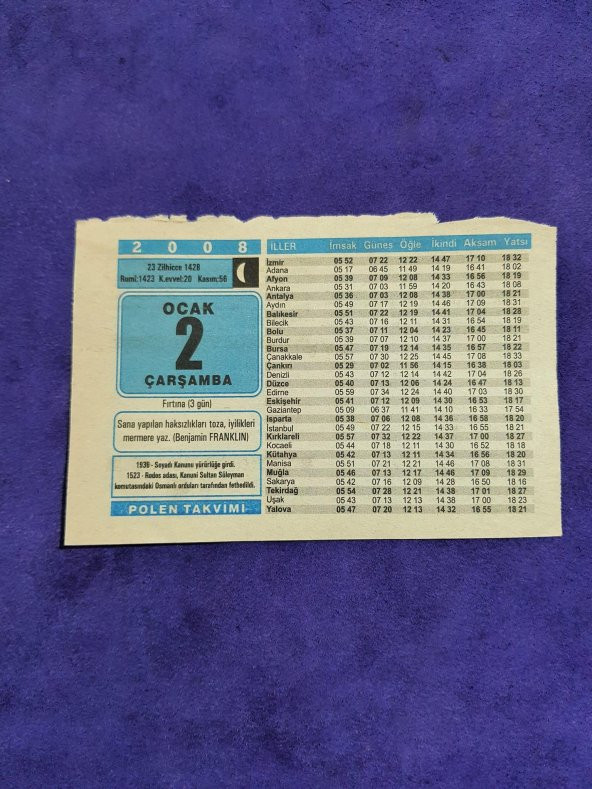 2 0 0 8
23 Zilhicce 1428
Rumi:1423 K.evvel:20 Kasım:56
OCAK
2
ÇARŞAMBA
Fırtına (3 gün)
Sana yapılan haksızlıkları toza, iyilikleri
mermere yaz. (Benjamin FRANKLIN)
1936 - Soyadı Kanunu yürürlüğe girdi.
1523 - Rodos adası, Kanuni Sultan Süleyman
komutasındaki Osmanlı orduları tarafından fethedildi.
POLEN TAKVİMİ
İLLER İmsak Güneş Öğle İkindi Akşam Yatsı
İzmir 05 52 07 22 12 22 14 47 17 10 18 32
Adana 05 17 06 45 11 49 14 19 16 41 18 02
Afyon 05 39 07 09 12 08 14 33 16 56 18 19
Ankara 05 31 07 03 11 59 14 20 16 43 18 08
Antalya 05 36 07 03 12 08 14 38 17 00 18 21
Aydın 05 49 07 17 12 19 14 46 17 09 18 31
Balıkesir 05 51 07 22 12 19 14 41 17 04 18 28
Bilecik 05 43 07 16 12 11 14 31 16 54 18 19
Bolu 05 37 07 11 12 04 14 23 16 45 18 11
Burdur 05 39 07 07 12 10 14 37 17 00 18 21
Bursa 05 47 07 19 12 14 14 35 16 57 18 22
Çanakkale 05 57 07 30 12 25 14 45 17 08 18 33
Çankırı 05 29 07 02 11 56 14 15 16 38 18 03
Denizli 05 43 07 12 12 14 14 42 17 04 18 26
Düzce 05 40 07 13 12 06 14 24 16 47 18 13
Edirne 05 59 07 34 12 24 14 40 17 03 18 30
Eskişehir 05 41 07 12 12 09 14 30 16 53 18 17
Gaziantep 05 09 06 37 11 41 14 10 16 33 17 54
Isparta 05 38 07 06 12 08 14 36 16 58 18 20
İstanbul 05 49 07 22 12 15 14 33 16 55 18 21
Kırklareli 05 57 07 32 12 22 14 37 17 00 18 27
Kocaeli 05 44 07 18 12 11 14 30 16 52 18 18
Kütahya 05 42 07 13 12 11 14 34 16 56 18 20
Manisa 05 51 07 21 12 21 14 46 17 08 18 31
Muğla 05 46 07 13 12 17 14 46 17 09 18 29
Sakarya 05 42 07 16 12 09 14 28 16 50 18 16
Tekirdağ 05 54 07 28 12 21 14 38 17 01 18 27
Uşak 05 43 07 13 12 13 14 38 17 00 18 23
Yalova 05 47 07 20 12 13 14 32 16 55 18 21